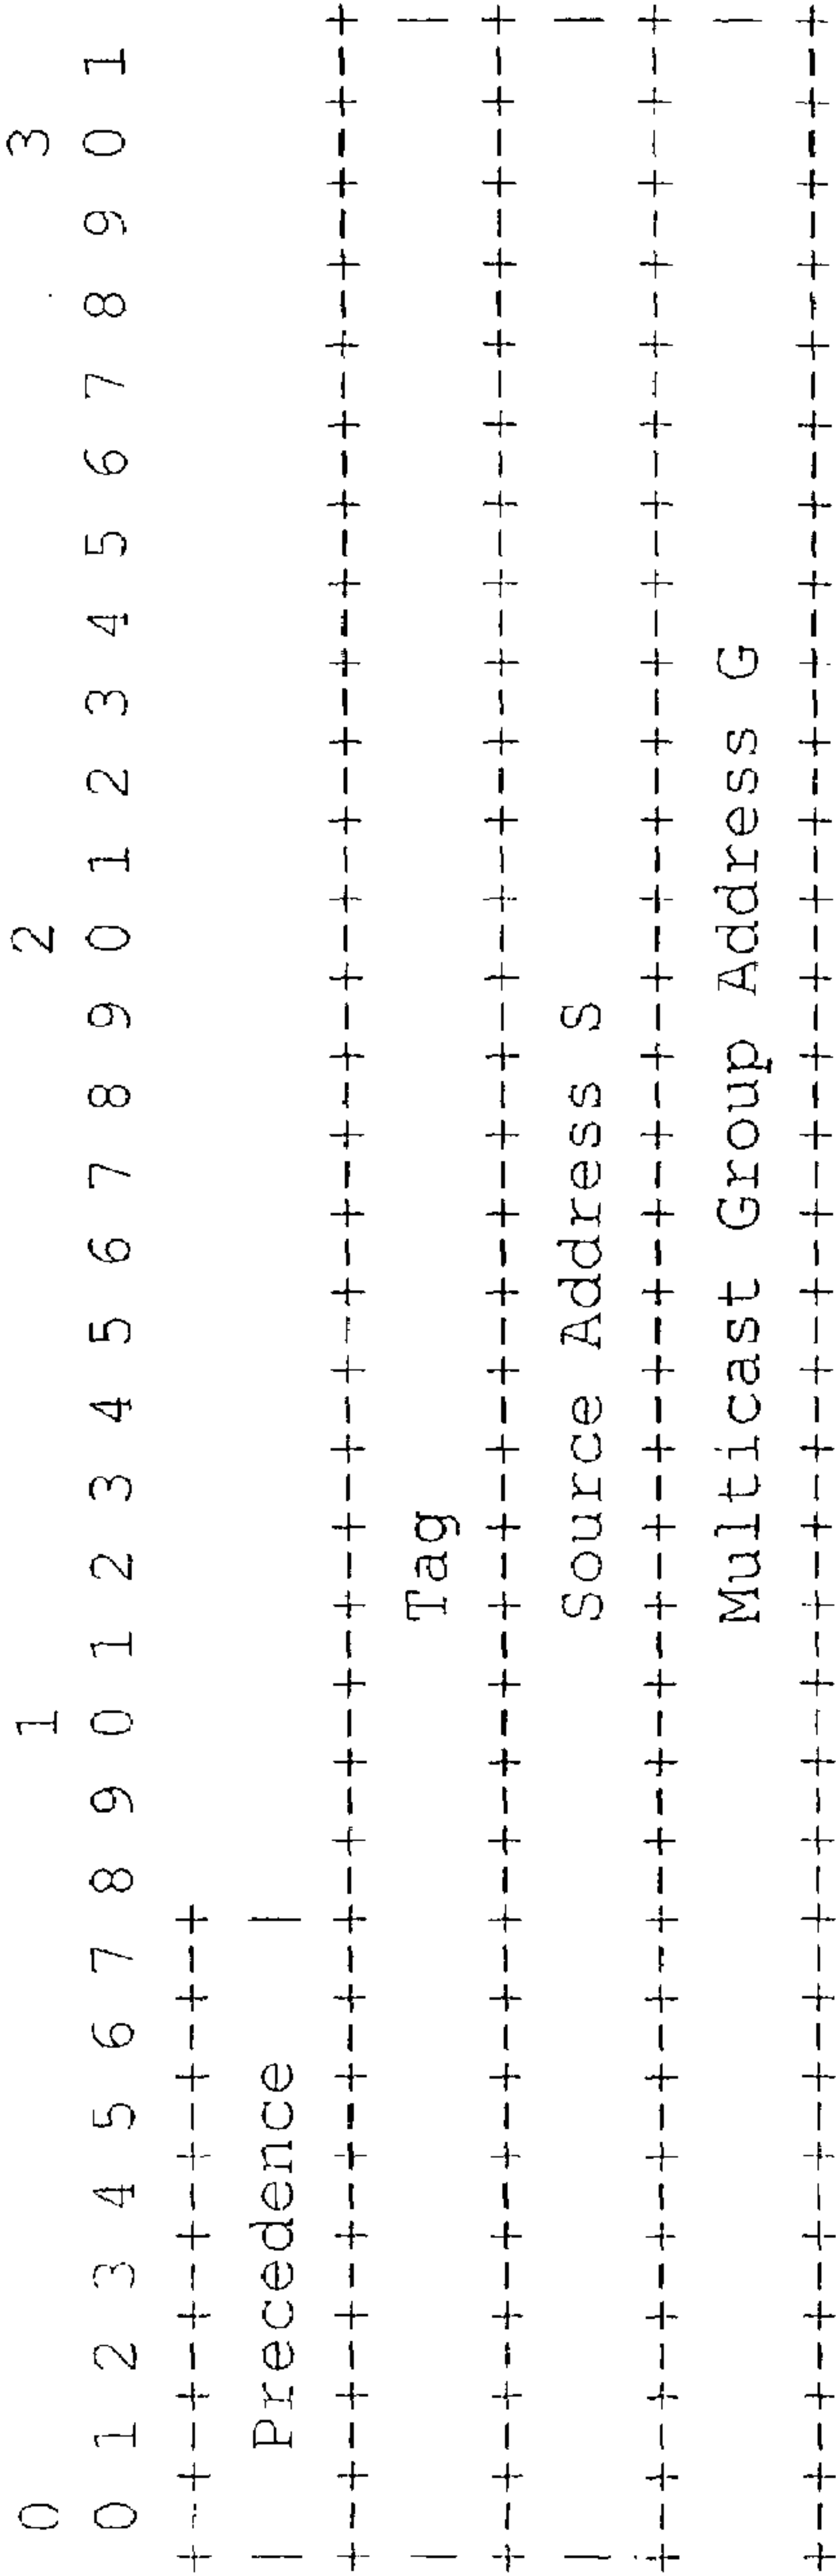 0                   1                   2                   3
 0 1 2 3 4 5 6 7 8 9 0 1 2 3 4 5 6 7 8 9 0 1 2 3 4 5 6 7 8 9 0 1
+-+-+-+-+-+-+-+-+
|  Precedence   |
+-+-+-+-+-+-+-+-+-+-+-+-+-+-+-+-+-+-+-+-+-+-+-+-+-+-+-+-+-+-+-+-+
|                       Tag                                     |
+-+-+-+-+-+-+-+-+-+-+-+-+-+-+-+-+-+-+-+-+-+-+-+-+-+-+-+-+-+-+-+-+
|                       Source Address S                        |
+-+-+-+-+-+-+-+-+-+-+-+-+-+-+-+-+-+-+-+-+-+-+-+-+-+-+-+-+-+-+-+-+
                        Multicast Group Address G               |
+-+-+-+-+-+-+-+-+-+-+-+-+-+-+-+-+-+-+-+-+-+-+-+-+-+-+-+-+-+-+-+-+